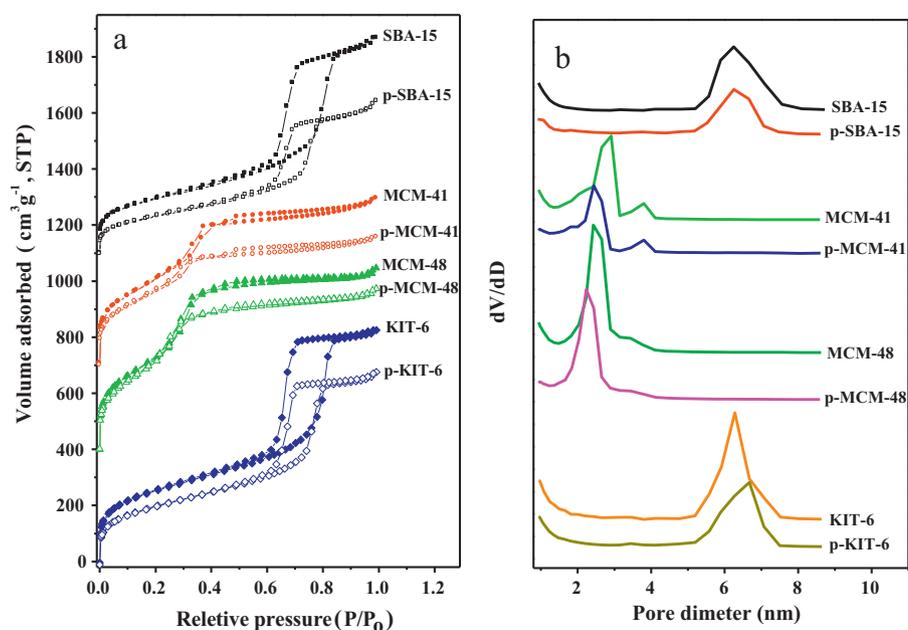 a
SBA-15
p-SBA-15
MCM-41
p-MCM-41
MCM-48
p-MCM-48
KIT-6
p-KIT-6
1800
1600
1400
1200
1000
800
600
400
200
0
0.0 0.2 0.4 0.6 0.8 1.0 1.2
Volume adsorbed ( cm³g⁻¹, STP)
Reletive pressure (P/P₀)
b
SBA-15
p-SBA-15
MCM-41
p-MCM-41
MCM-48
p-MCM-48
KIT-6
p-KIT-6
dV/dD
2 4 6 8 10
Pore dimeter (nm)